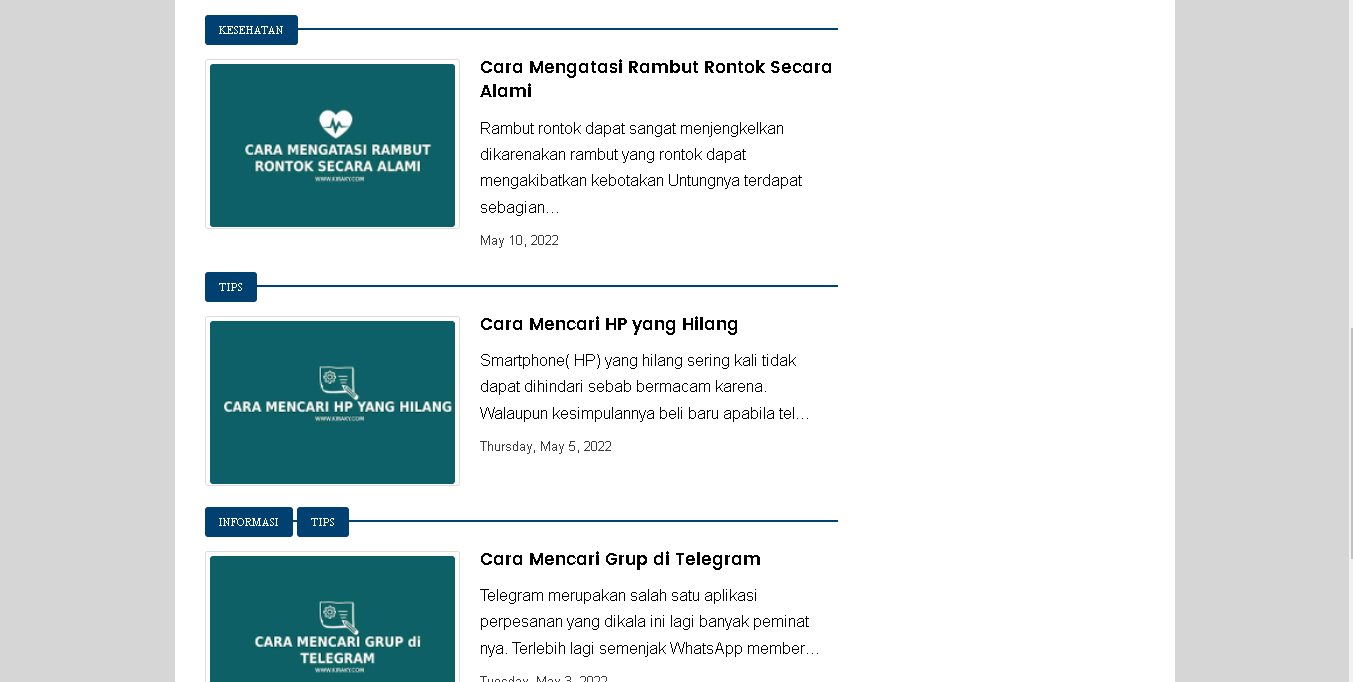 KESEHATAN
CARA MENGATASI RAMBUT
RONTOK SECARA ALAMI
WWW.KIRAKY.COM
Cara Mengatasi Rambut Rontok Secara
Alami
Rambut rontok dapat sangat menjengkelkan
dikarenakan rambut yang rontok dapat
mengakibatkan kebotakan Untungnya terdapat
sebagian…
May 10, 2022
TIPS
CARA MENCARI HP YANG HILANG
WWW.KIRAKY.COM
Cara Mencari HP yang Hilang
Smartphone( HP) yang hilang sering kali tidak
dapat dihindari sebab bermacam karena.
Walaupun kesimpulannya beli baru apabila tel…
Thursday, May 5, 2022
INFORMASI TIPS
CARA MENCARI GRUP di
TELEGRAM
WWW.KIRAKY.COM
Cara Mencari Grup di Telegram
Telegram merupakan salah satu aplikasi
perpesanan yang dikala ini lagi banyak peminat
nya. Terlebih lagi semenjak WhatsApp member…
Tuesday, May 3, 2022